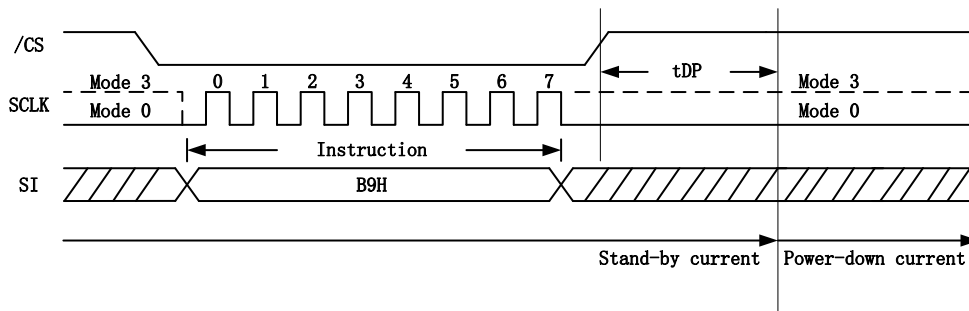 /CS
tDP
Mode 3 0 1 2 3 4 5 6 7 Mode 3
SCLK
Mode 0 Mode 0
Instruction
SI B9H
Stand-by current Power-down current